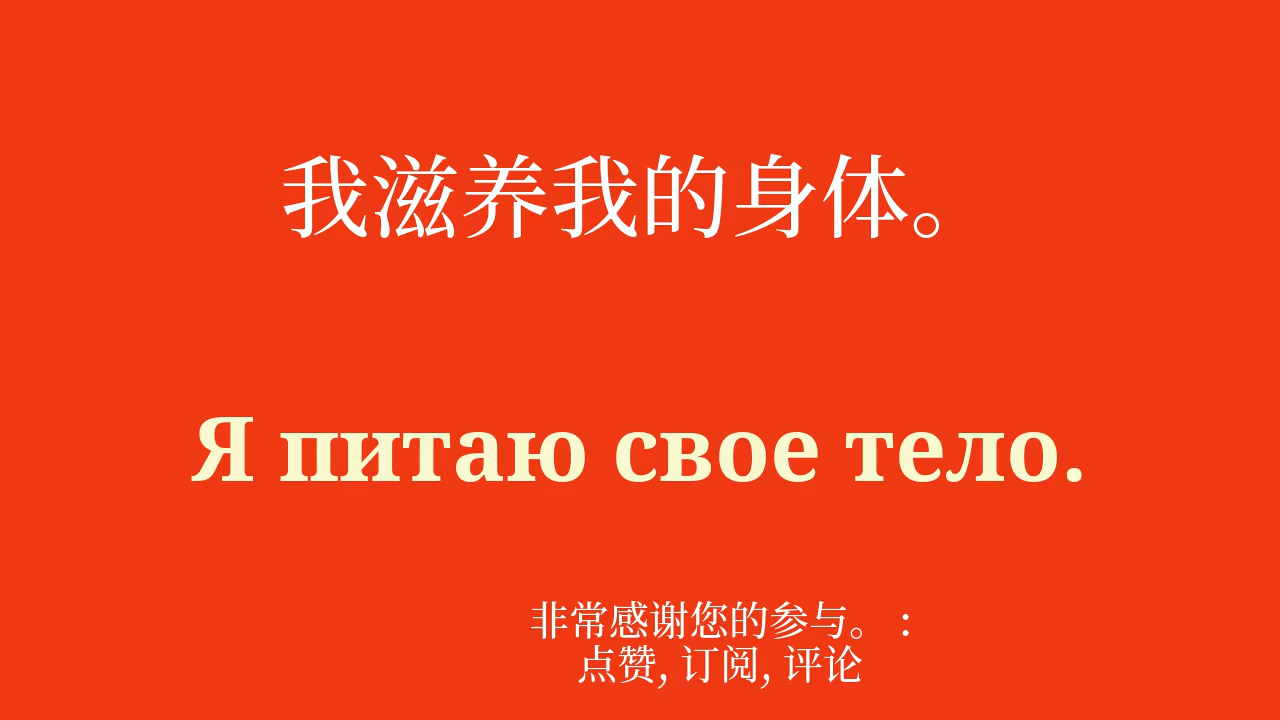 我滋养我的身体。
Я питаю свое тело.
非常感谢您的参与。 :
点赞, 订阅, 评论